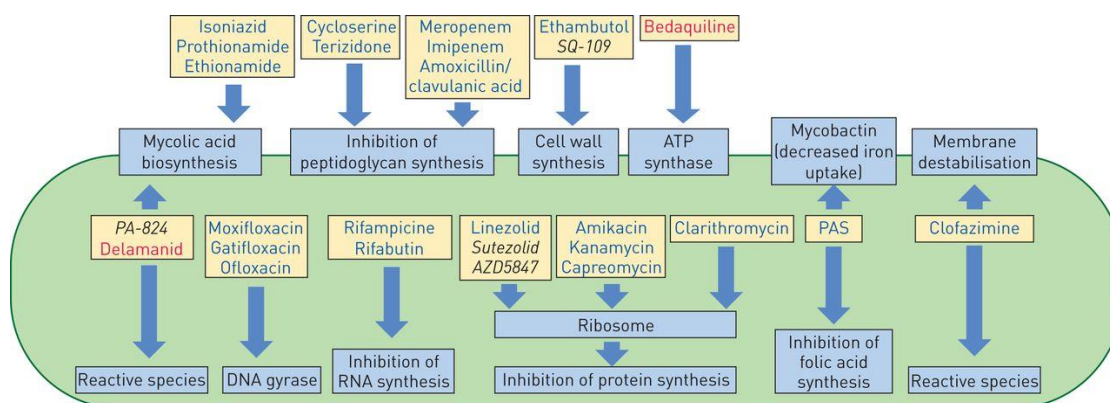 Isoniazid
Prothionamide
Ethionamide
Cycloserine
Terizidone
Meropenem
Imipenem
Amoxicillin/
clavulanic acid
Ethambutol
SQ-109
Bedaquiline
Mycolic acid
biosynthesis
Inhibition of
peptidoglycan synthesis
Cell wall
synthesis
ATP
synthase
Mycobactin
(decreased iron
uptake)
Membrane
destabilisation
PA-824
Delamanid
Moxifloxacin
Gatifloxacin
Ofloxacin
Rifampicine
Rifabutin
Linezolid
Sutezolid
AZD5847
Amikacin
Kanamycin
Capreomycin
Clarithromycin
PAS
Clofazimine
Ribosome
Reactive species
DNA gyrase
Inhibition of
RNA synthesis
Inhibition of protein synthesis
Inhibition of
folic acid
synthesis
Reactive species